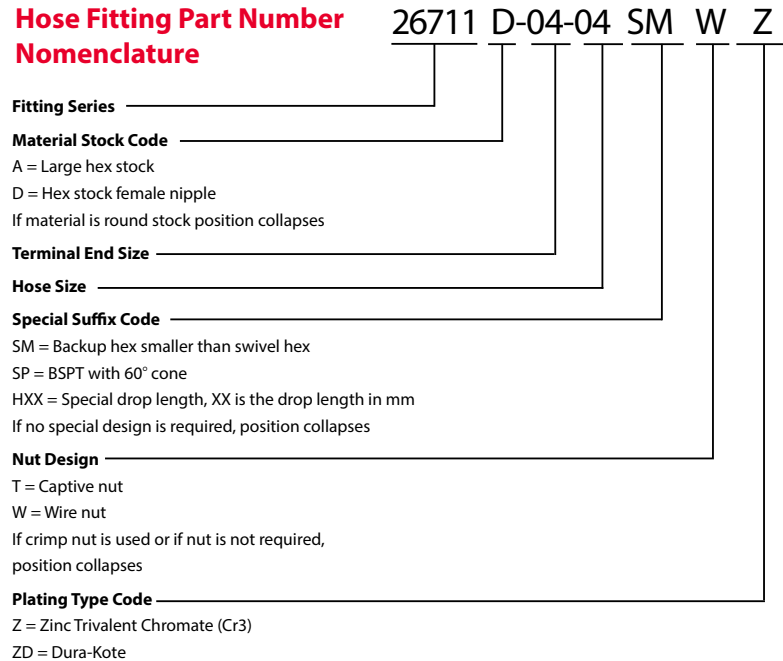 Hose Fitting Part Number
Nomenclature
26711 D-04-04 SM W Z
Fitting Series
Material Stock Code
A = Large hex stock
D = Hex stock female nipple
If material is round stock position collapses
Terminal End Size
Hose Size
Special Suffix Code
SM = Backup hex smaller than swivel hex
SP = BSPT with 60° cone
HXX = Special drop length, XX is the drop length in mm
If no special design is required, position collapses
Nut Design
T = Captive nut
W = Wire nut
If crimp nut is used or if nut is not required,
position collapses
Plating Type Code
Z = Zinc Trivalent Chromate (Cr3)
ZD = Dura-Kote